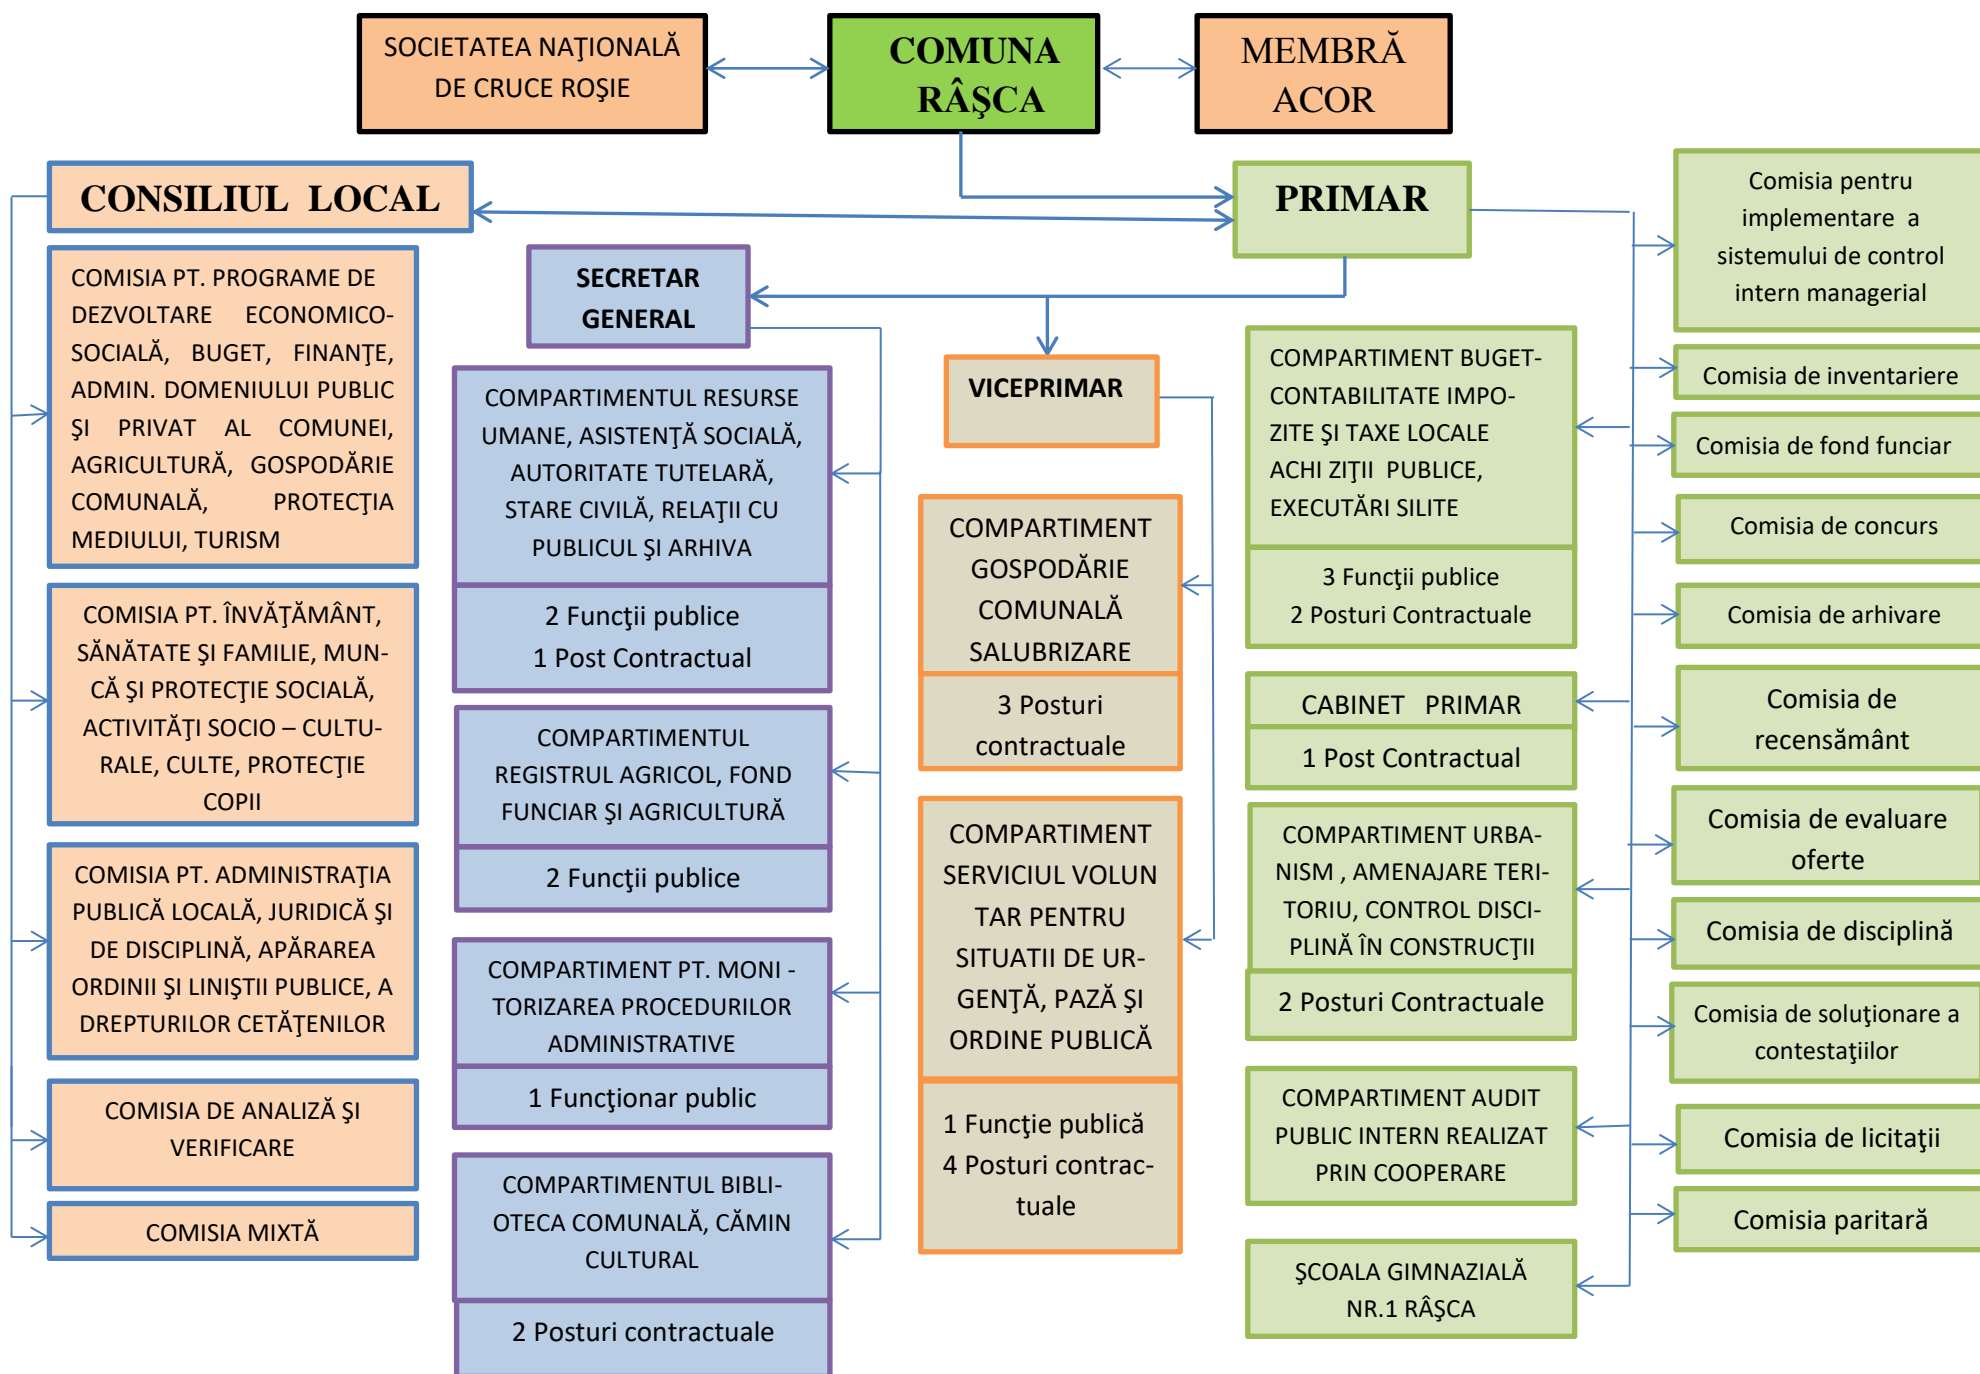 SOCIETATEA NAŢIONALĂ
DE CRUCE ROŞIE
COMUNA
RÂŞCA
MEMBRĂ
ACOR
CONSILIUL LOCAL
PRIMAR
COMISIA PT. PROGRAME DE
DEZVOLTARE ECONOMICO-
SOCIALĂ, BUGET, FINANŢE,
ADMIN. DOMENIULUI PUBLIC
ŞI PRIVAT AL COMUNEI,
AGRICULTURĂ, GOSPODĂRIE
COMUNALĂ, PROTECŢIA
MEDIULUI, TURISM
COMISIA PT. ÎNVĂŢĂMÂNT,
SĂNĂTATE ŞI FAMILIE, MUN-
CĂ ŞI PROTECŢIE SOCIALĂ,
ACTIVITĂŢI SOCIO – CULTU-
RALE, CULTE, PROTECŢIE
COPII
COMISIA PT. ADMINISTRAŢIA
PUBLICĂ LOCALĂ, JURIDICĂ ŞI
DE DISCIPLINĂ, APĂRAREA
ORDINII ŞI LINIŞTII PUBLICE, A
DREPTURILOR CETĂŢENILOR
COMISIA DE ANALIZĂ ŞI
VERIFICARE
COMISIA MIXTĂ
SECRETAR
GENERAL
COMPARTIMENTUL RESURSE
UMANE, ASISTENŢĂ SOCIALĂ,
AUTORITATE TUTELARĂ,
STARE CIVILĂ, RELAŢII CU
PUBLICUL ŞI ARHIVA
2 Funcţii publice
1 Post Contractual
COMPARTIMENTUL
REGISTRUL AGRICOL, FOND
FUNCIAR ŞI AGRICULTURĂ
2 Funcţii publice
COMPARTIMENT PT. MONI -
TORIZAREA PROCEDURILOR
ADMINISTRATIVE
1 Funcţionar public
COMPARTIMENTUL BIBLI-
OTECA COMUNALĂ, CĂMIN
CULTURAL
2 Posturi contractuale
VICEPRIMAR
COMPARTIMENT
GOSPODĂRIE
COMUNALĂ
SALUBRIZARE
3 Posturi
contractuale
COMPARTIMENT
SERVICIUL VOLUN
TAR PENTRU
SITUATII DE UR-
GENŢĂ, PAZĂ ŞI
ORDINE PUBLICĂ
1 Funcţie publică
4 Posturi contrac-
tuale
COMPARTIMENT BUGET-
CONTABILITATE IMPO-
ZITE ŞI TAXE LOCALE
ACHI ZIŢII PUBLICE,
EXECUTĂRI SILITE
3 Funcţii publice
2 Posturi Contractuale
CABINET PRIMAR
1 Post Contractual
COMPARTIMENT URBA-
NISM , AMENAJARE TERI-
TORIU, CONTROL DISCI-
PLINĂ ÎN CONSTRUCŢII
2 Posturi Contractuale
COMPARTIMENT AUDIT
PUBLIC INTERN REALIZAT
PRIN COOPERARE
ŞCOALA GIMNAZIALĂ
NR.1 RÂŞCA
Comisia pentru
implementare a
sistemului de control
intern managerial
Comisia de inventariere
Comisia de fond funciar
Comisia de concurs
Comisia de arhivare
Comisia de
recensământ
Comisia de evaluare
oferte
Comisia de disciplină
Comisia de soluţionare a
contestaţiilor
Comisia de licitaţii
Comisia paritară